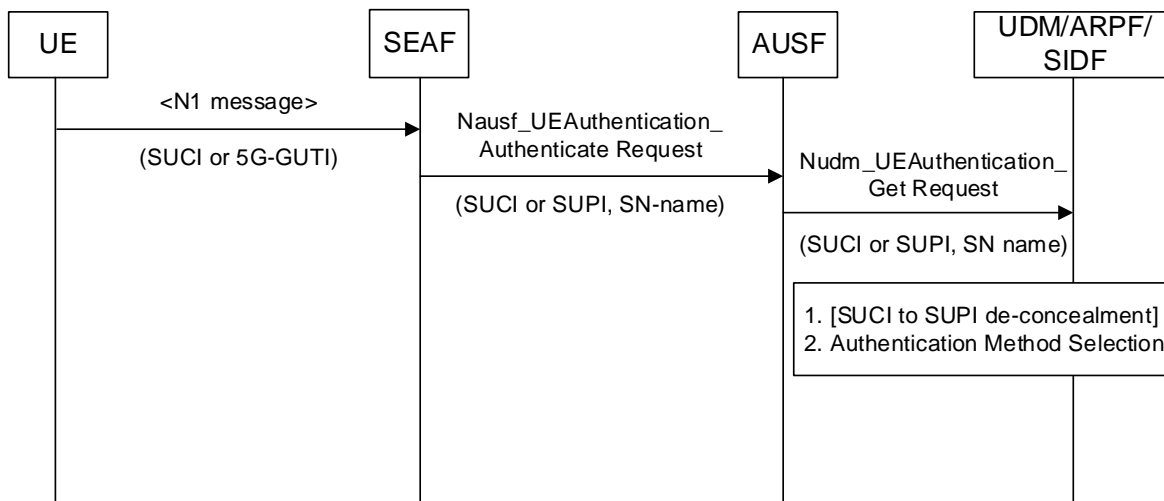 UE
SEAF
AUSF
UDM/ARPF/
SIDF
<N1 message>
(SUCI or 5G-GUTI)
Nausf_UEAuthentication_
Authenticate Request
(SUCI or SUPI, SN-name)
Nudm_UEAuthentication_
Get Request
(SUCI or SUPI, SN name)
1. [SUCI to SUPI de-concealment]
2. Authentication Method Selection